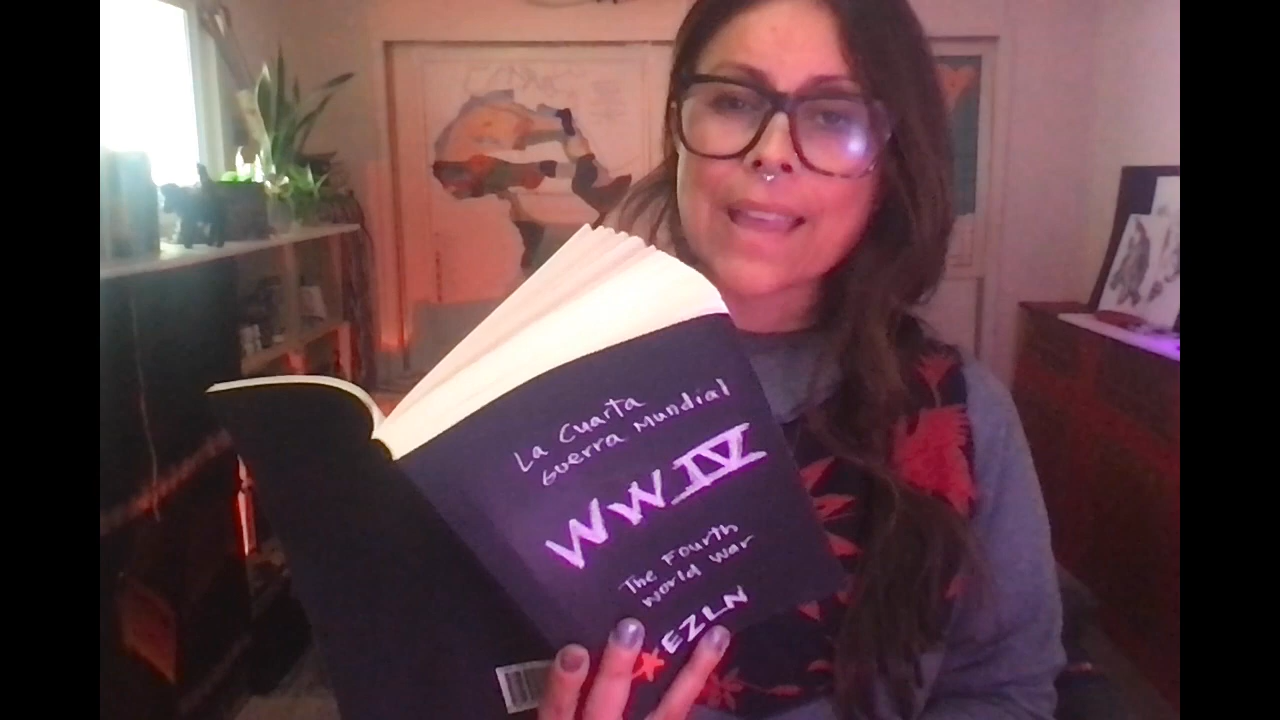 La Cuarta
Guerra Mundial
WW IV
The Fourth
World War
EZLN